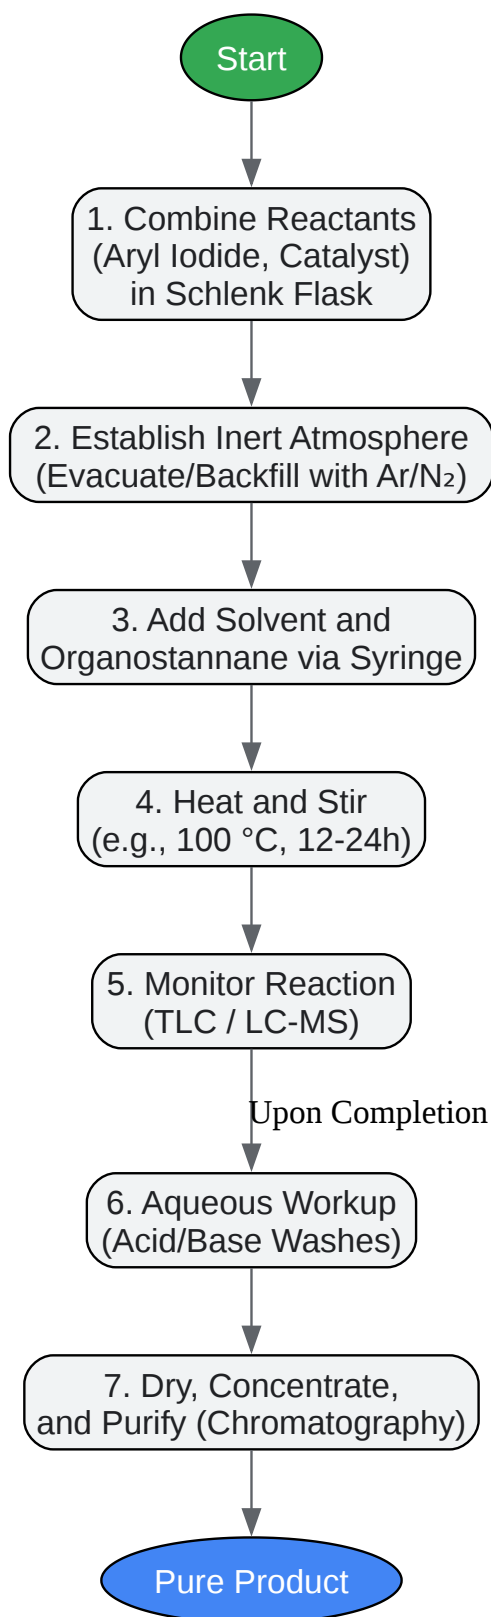 Start
1. Combine Reactants
(Aryl Iodide, Catalyst)
in Schlenk Flask
2. Establish Inert Atmosphere
(Evacuate/Backfill with Ar/N₂)
3. Add Solvent and
Organostannane via Syringe
4. Heat and Stir
(e.g., 100 °C, 12-24h)
5. Monitor Reaction
(TLC / LC-MS)
Upon Completion
6. Aqueous Workup
(Acid/Base Washes)
7. Dry, Concentrate,
and Purify (Chromatography)
Pure Product